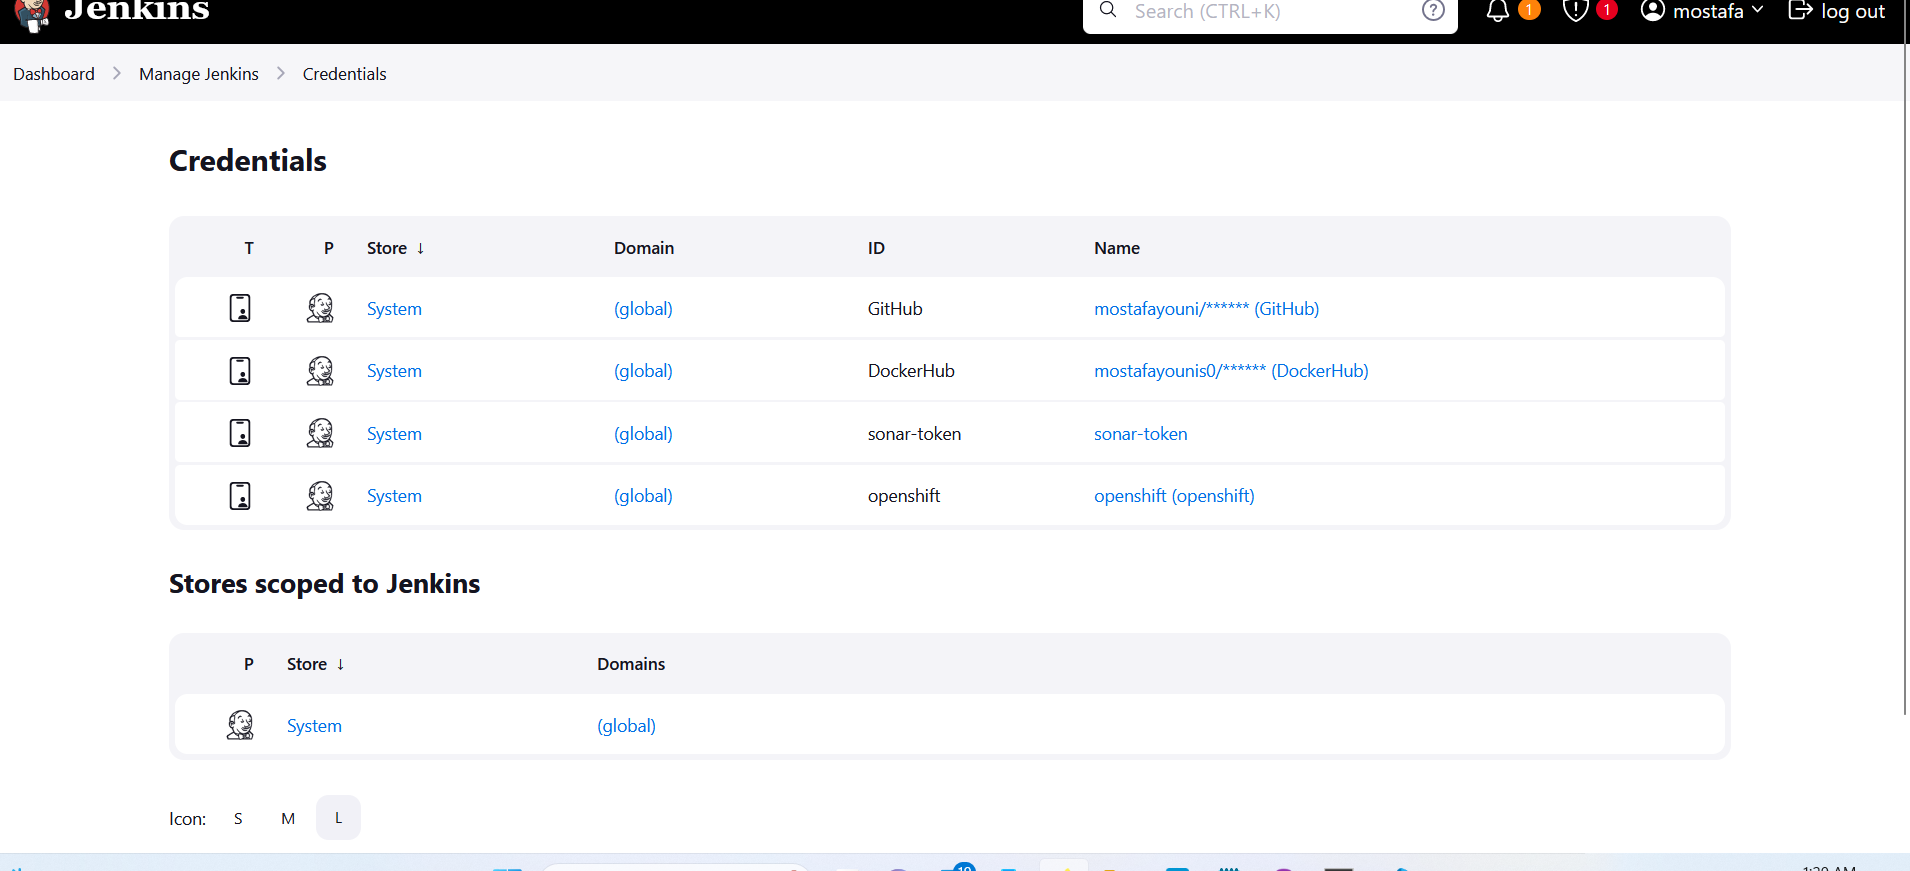 Jenkins
Search (CTRL+K) ? 1 1 mostafa log out
Dashboard Manage Jenkins Credentials
Credentials
T P Store ↓ Domain ID Name
System (global) GitHub mostafayouni/****** (GitHub)
System (global) DockerHub mostafayounis0/****** (DockerHub)
System (global) sonar-token sonar-token
System (global) openshift openshift (openshift)
Stores scoped to Jenkins
P Store ↓ Domains
System (global)
Icon: S M L